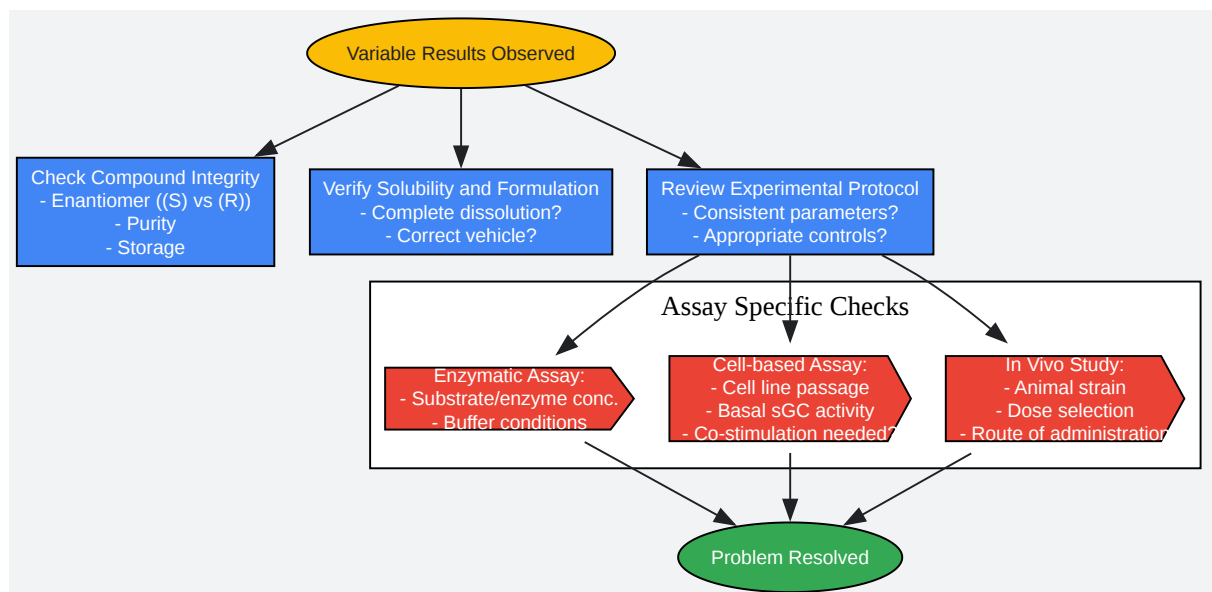 Variable Results Observed
Check Compound Integrity
- Enantiomer ((S) vs (R))
- Purity
- Storage
Verify Solubility and Formulation
- Complete dissolution?
- Correct vehicle?
Review Experimental Protocol
- Consistent parameters?
- Appropriate controls?
Assay Specific Checks
Enzymatic Assay:
- Substrate/enzyme conc.
- Buffer conditions
Cell-based Assay:
- Cell line passage
- Basal sGC activity
- Co-stimulation needed?
In Vivo Study:
- Animal strain
- Dose selection
- Route of administration
Problem Resolved